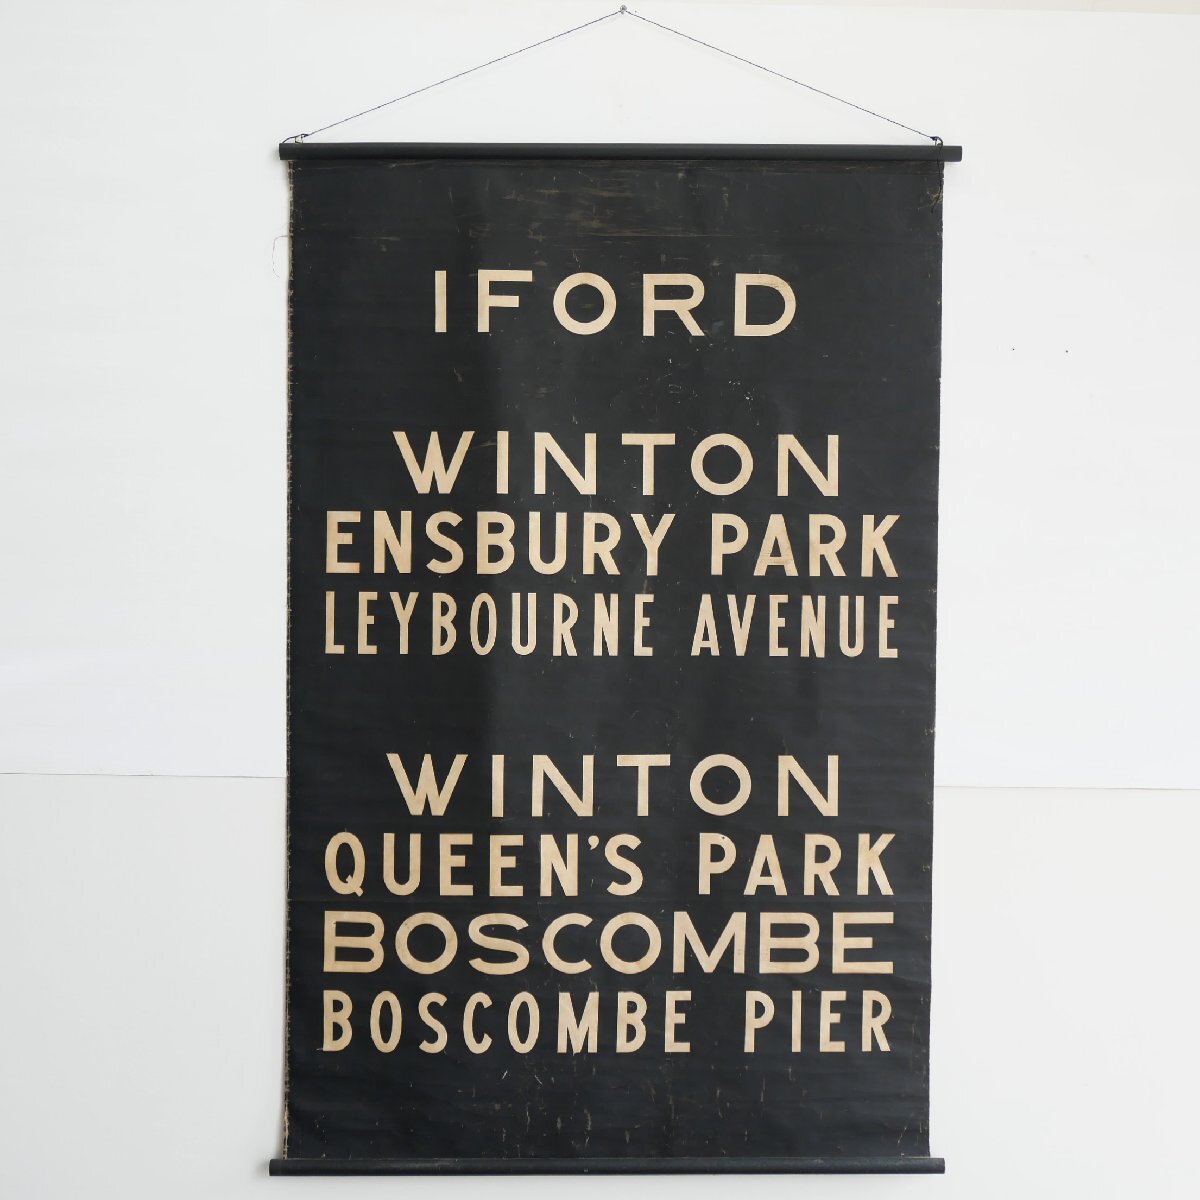 IFORD
WINTON
ENSBURY PARK
LEYBOURNE AVENUE
WINTON
QUEEN'S PARK
BOSCOMBE
BOSCOMBE PIER